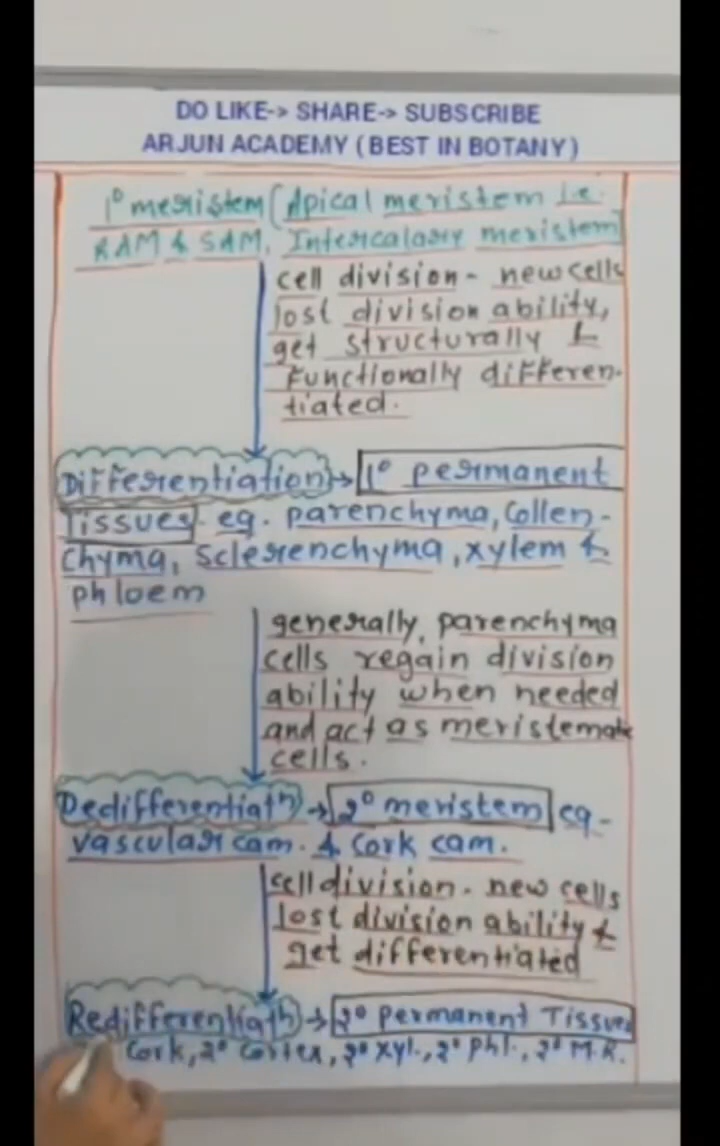 DO LIKE-> SHARE-> SUBSCRIBE
ARJUN ACADEMY (BEST IN BOTANY)
1° meristem (Apical meristem i.e.
RAM & SAM, Intercalary meristem)
cell division - new cells
lost division ability,
get structurally &
functionally differen-
tiated.
Differentiation → 1° permanent
Tissues eg. parenchyma, Collen-
chyma, Sclerenchyma, xylem &
phloem
generally, parenchyma
cells regain division
ability when needed
and act as meristematic
cells.
Dedifferentiatⁿ → 2° meristem eg -
vascular cam. & Cork cam.
cell division - new cells
lost division ability &
get differentiated
Redifferentiatⁿ → 2° permanent Tissues
Cork, 2° Cortex, 2° xyl., 2° phl., 2° M.R.